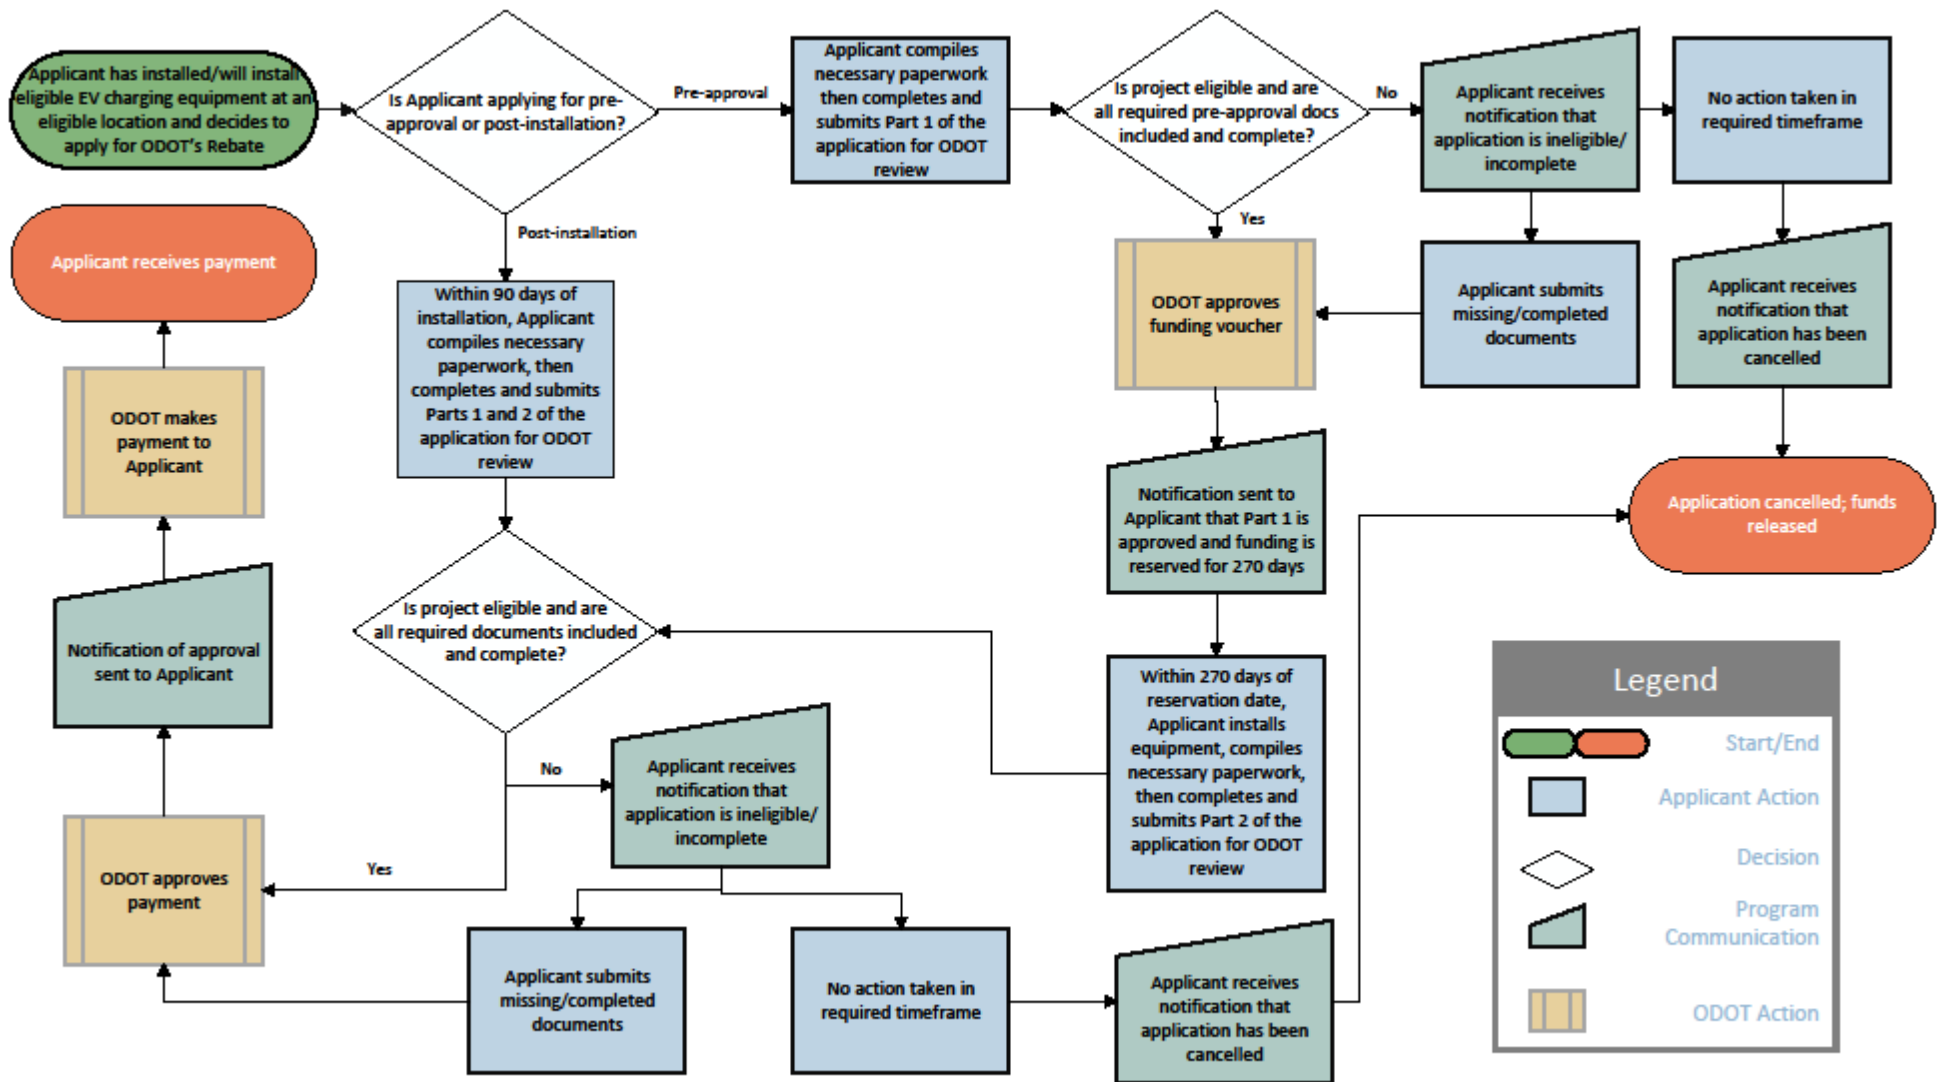 Applicant has installed/will install
eligible EV charging equipment at an
eligible location and decides to
apply for ODOT's Rebate
Is Applicant applying for pre-
approval or post-installation?
Pre-approval
Applicant compiles
necessary paperwork
then completes and
submits Part 1 of the
application for ODOT
review
Is project eligible and are
all required pre-approval docs
included and complete?
No
Applicant receives
notification that
application is ineligible/
incomplete
No action taken in
required timeframe
Post-installation
Yes
Applicant receives payment
Within 90 days of
installation, Applicant
compiles necessary
paperwork, then
completes and submits
Parts 1 and 2 of the
application for ODOT
review
ODOT approves
funding voucher
Applicant submits
missing/completed
documents
Applicant receives
notification that
application has been
cancelled
ODOT makes
payment to
Applicant
Notification sent to
Applicant that Part 1 is
approved and funding is
reserved for 270 days
Application cancelled; funds
released
Notification of approval
sent to Applicant
Is project eligible and are
all required documents included
and complete?
Within 270 days of
reservation date,
Applicant installs
equipment, compiles
necessary paperwork,
then completes and
submits Part 2 of the
application for ODOT
review
No
Applicant receives
notification that
application is ineligible/
incomplete
Yes
ODOT approves
payment
Applicant submits
missing/completed
documents
No action taken in
required timeframe
Applicant receives
notification that
application has been
cancelled
Legend
Start/End
Applicant Action
Decision
Program
Communication
ODOT Action